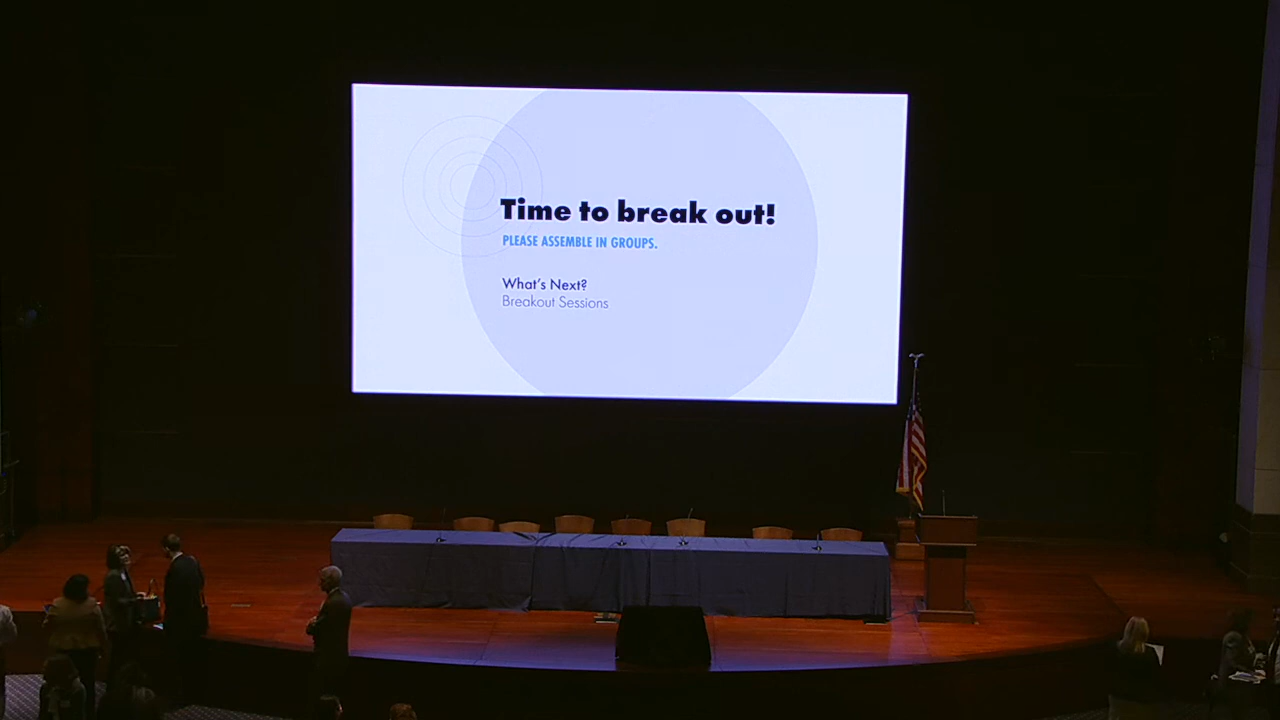 Time to break out!
PLEASE ASSEMBLE IN GROUPS.
What's Next?
Breakout Sessions